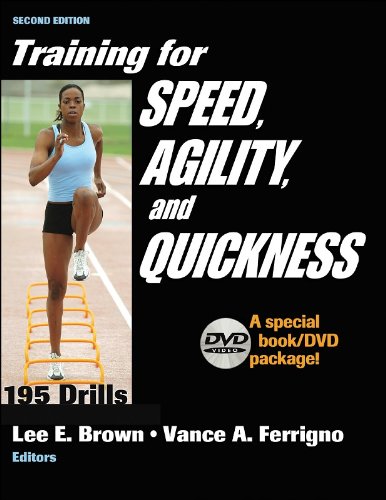 SECOND EDITION
Training for
SPEED,
AGILITY,
and
QUICKNESS
DVD
VIDEO
A special
book/DVD
package!
195 Drills
Lee E. Brown • Vance A. Ferrigno
Editors